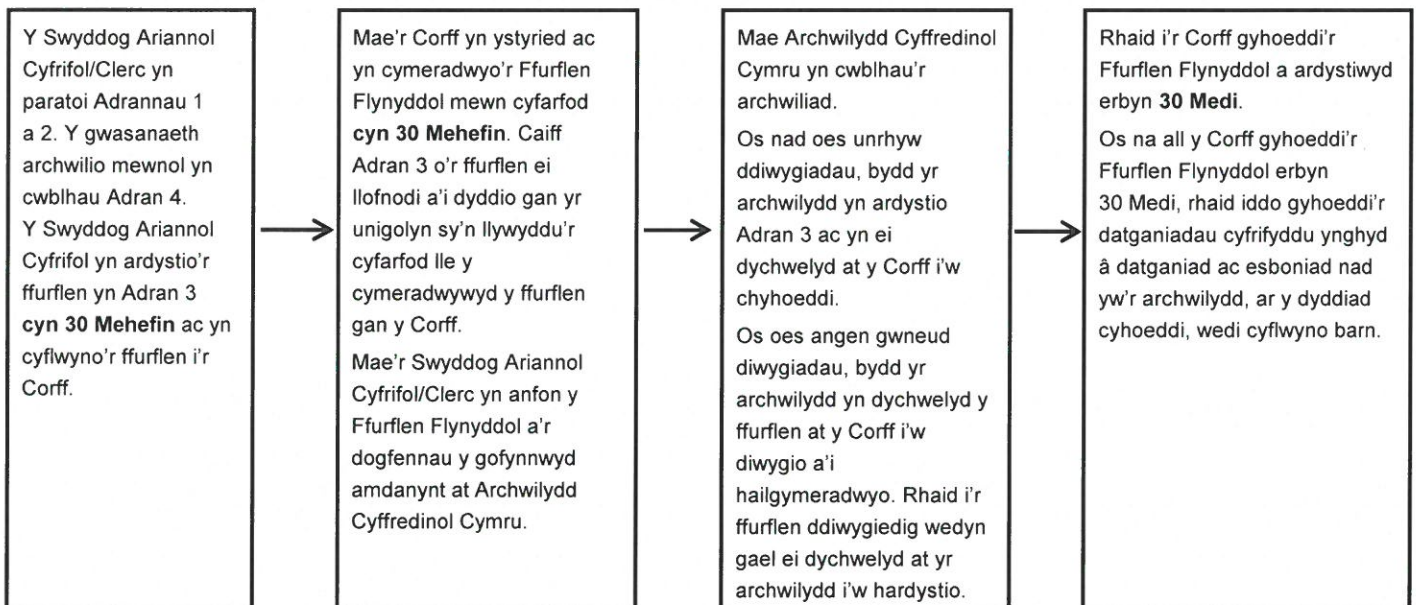 Y Swyddog Ariannol
Cyfrifol/Clerc yn
paratoi Adrannau 1
a 2. Y gwasanaeth
archwilio mewnol yn
cwblhau Adran 4.
Y Swyddog Ariannol
Cyfrifol yn ardystio'r
ffurflen yn Adran 3
cyn 30 Mehefin ac yn
cyflwyno'r ffurflen i'r
Corff.
Mae'r Corff yn ystyried ac
yn cymeradwyo'r Ffurflen
Flynyddol mewn cyfarfod
cyn 30 Mehefin. Caiff
Adran 3 o'r ffurflen ei
llofnodi a'i dyddio gan yr
unigolyn sy'n llywyddu'r
cyfarfod lle y
cymeradwywyd y ffurflen
gan y Corff.
Mae'r Swyddog Ariannol
Cyfrifol/Clerc yn anfon y
Ffurflen Flynyddol a'r
dogfennau y gofynnwyd
amdanynt at Archwilydd
Cyffredinol Cymru.
Mae Archwilydd Cyffredinol
Cymru yn cwblhau'r
archwiliad.
Os nad oes unrhyw
ddiwygiadau, bydd yr
archwilydd yn ardystio
Adran 3 ac yn ei
dychwelyd at y Corff i'w
chyhoeddi.
Os oes angen gwneud
diwygiadau, bydd yr
archwilydd yn dychwelyd y
ffurflen at y Corff i'w
diwygio a'i
hailgymeradwyo. Rhaid i'r
ffurflen ddiwygiedig wedyn
gael ei dychwelyd at yr
archwilydd i'w hardystio.
Rhaid i'r Corff gyhoeddi'r
Ffurflen Flynyddol a ardystiwyd
erbyn 30 Medi.
Os na all y Corff gyhoeddi'r
Ffurflen Flynyddol erbyn
30 Medi, rhaid iddo gyhoeddi'r
datganiadau cyfrifyddu ynghyd
â datganiad ac esboniad nad
yw'r archwilydd, ar y dyddiad
cyhoeddi, wedi cyflwyno barn.